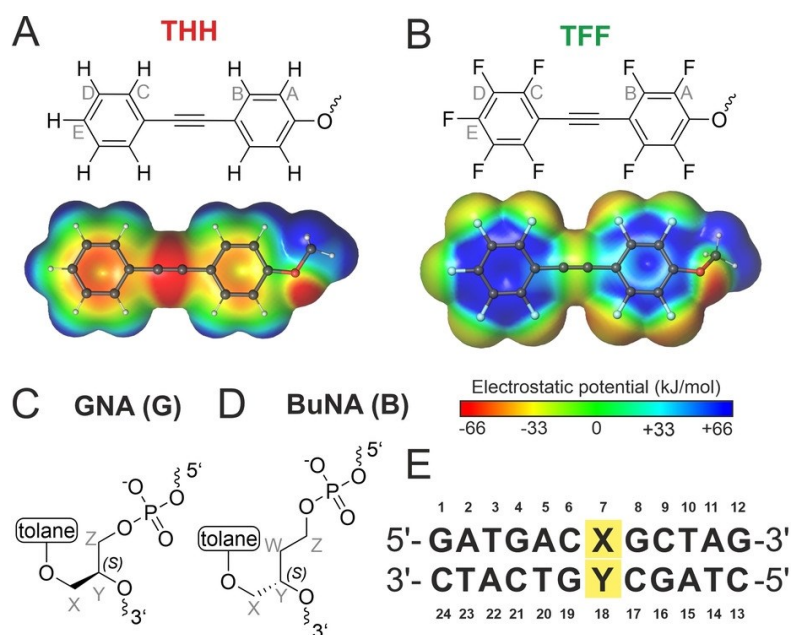 A THH
H H H H
D C B A
H E O
H H H H
B TFF
F F F F
D C B A
F E O
F F F F
C GNA (G)
5‘
-O
O
P
O O
tolane
Z
(S)
O O
X Y
3‘
D BuNA (B)
5‘
-O
O
P
O O
tolane
W Z
(S)
O O
X Y
3‘
Electrostatic potential (kJ/mol)
-66 -33 0 +33 +66
E
1 2 3 4 5 6 7 8 9 10 11 12
5'- GATGAC X GCTAG-3'
3'- CTACTG Y CGATC-5'
24 23 22 21 20 19 18 17 16 15 14 13